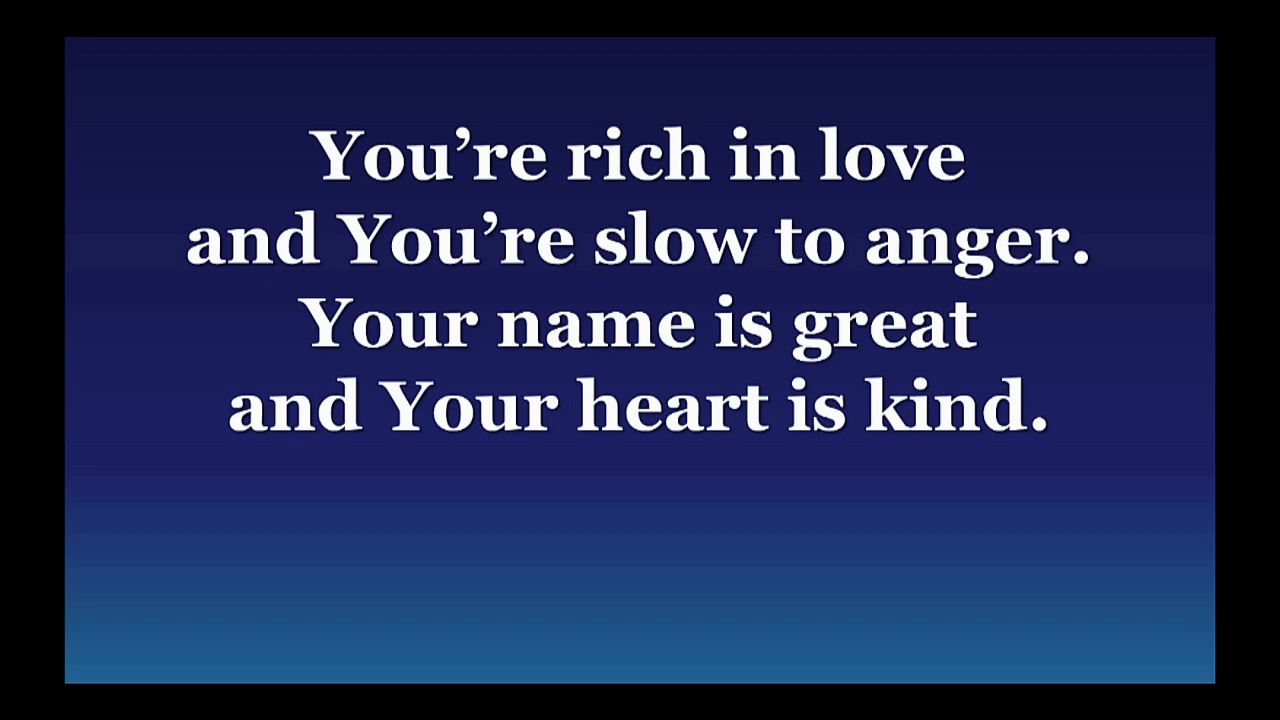 You’re rich in love
and You’re slow to anger.
Your name is great
and Your heart is kind.